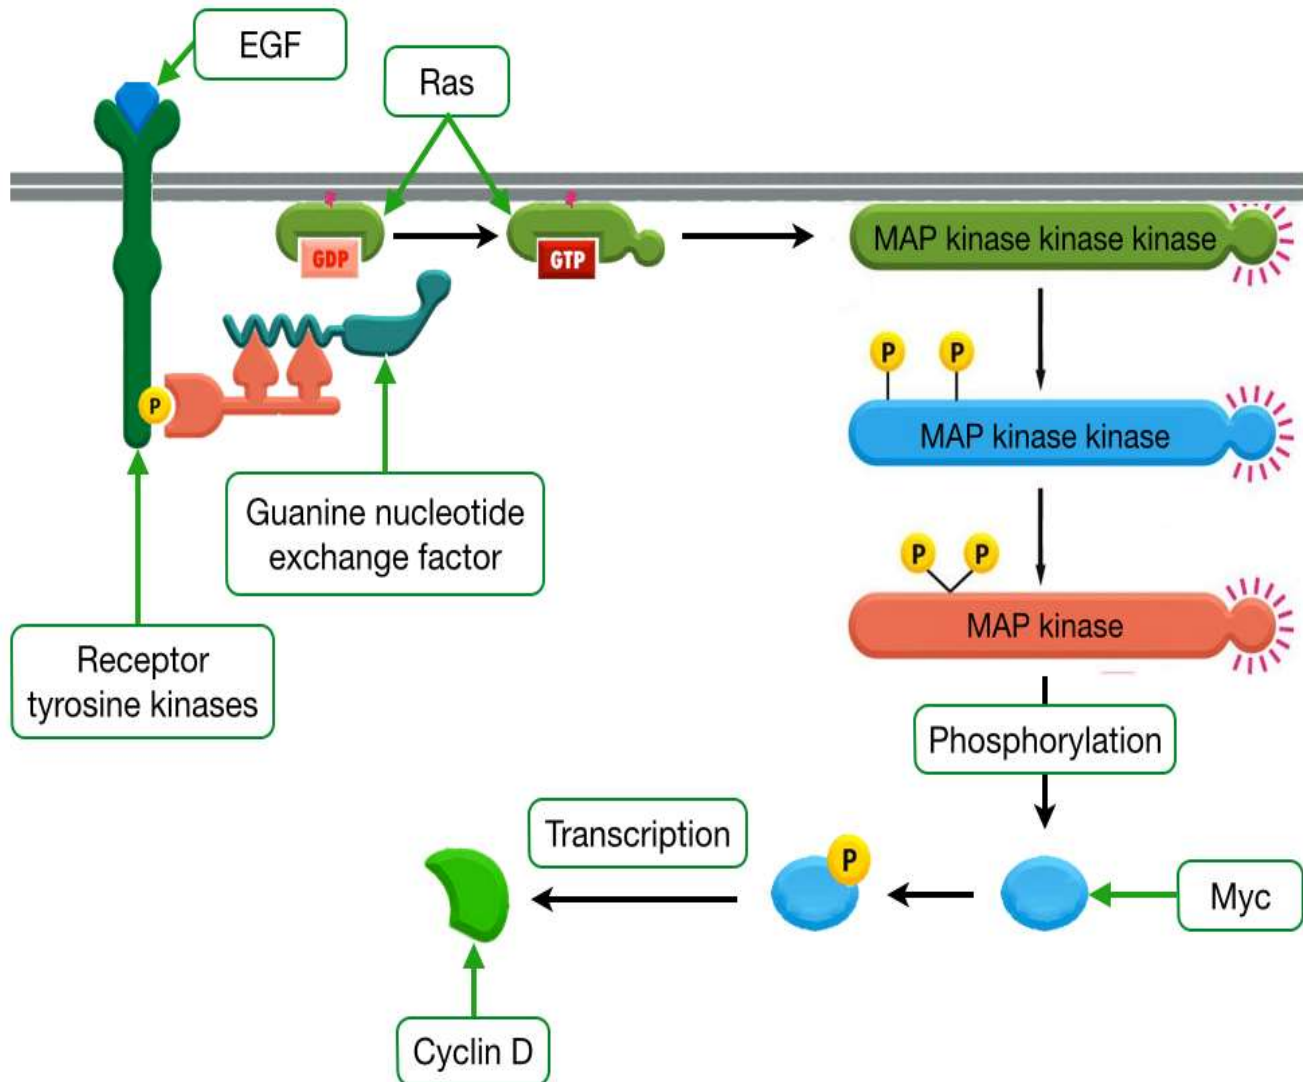 EGF
Ras
GDP
GTP
MAP kinase kinase kinase
P
P
MAP kinase kinase
P
Guanine nucleotide
exchange factor
P
P
MAP kinase
Receptor
tyrosine kinases
Phosphorylation
Transcription
P
Myc
Cyclin D